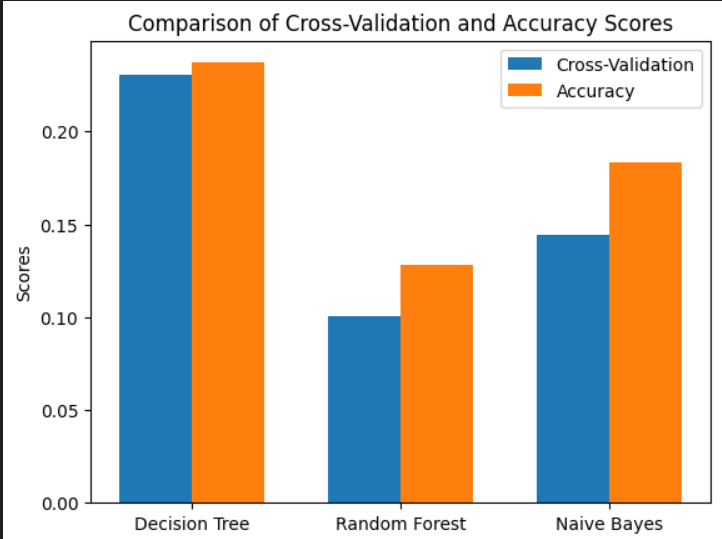 Comparison of Cross-Validation and Accuracy Scores
Cross-Validation
Accuracy
Scores
0.20
0.15
0.10
0.05
0.00
Decision Tree
Random Forest
Naive Bayes